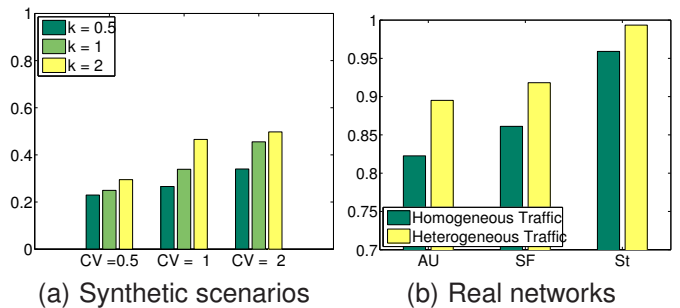 1
0.8
0.6
0.4
0.2
0
k = 0.5
k = 1
k = 2
CV =0.5 CV = 1 CV = 2
(a) Synthetic scenarios
1
0.95
0.9
0.85
0.8
0.75
0.7
Homogeneous Traffic
Heterogeneous Traffic
AU SF St
(b) Real networks